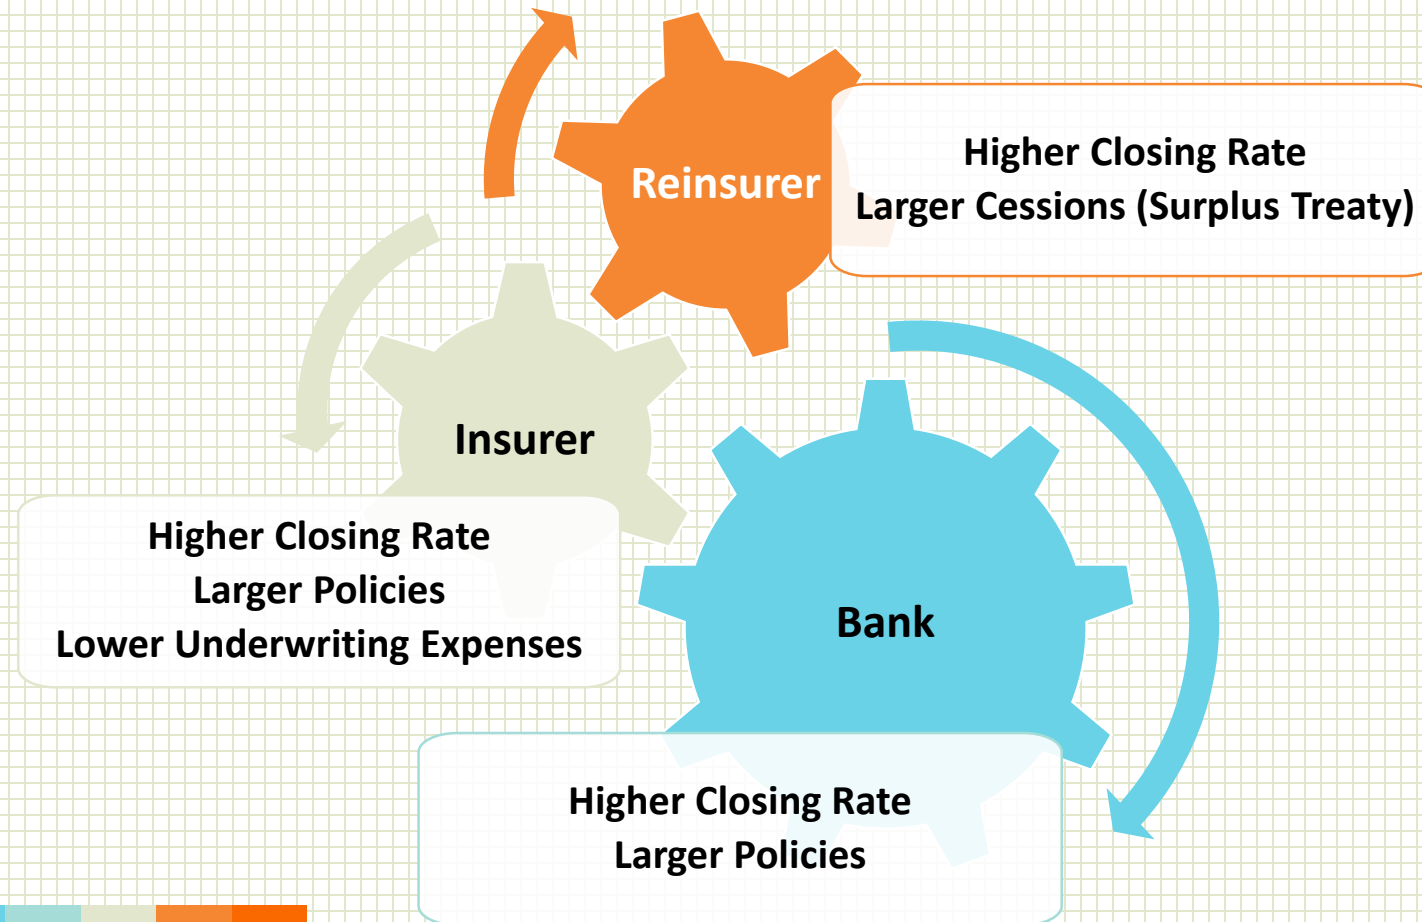 Reinsurer
Higher Closing Rate
Larger Cessions (Surplus Treaty)
Insurer
Higher Closing Rate
Larger Policies
Lower Underwriting Expenses
Bank
Higher Closing Rate
Larger Policies